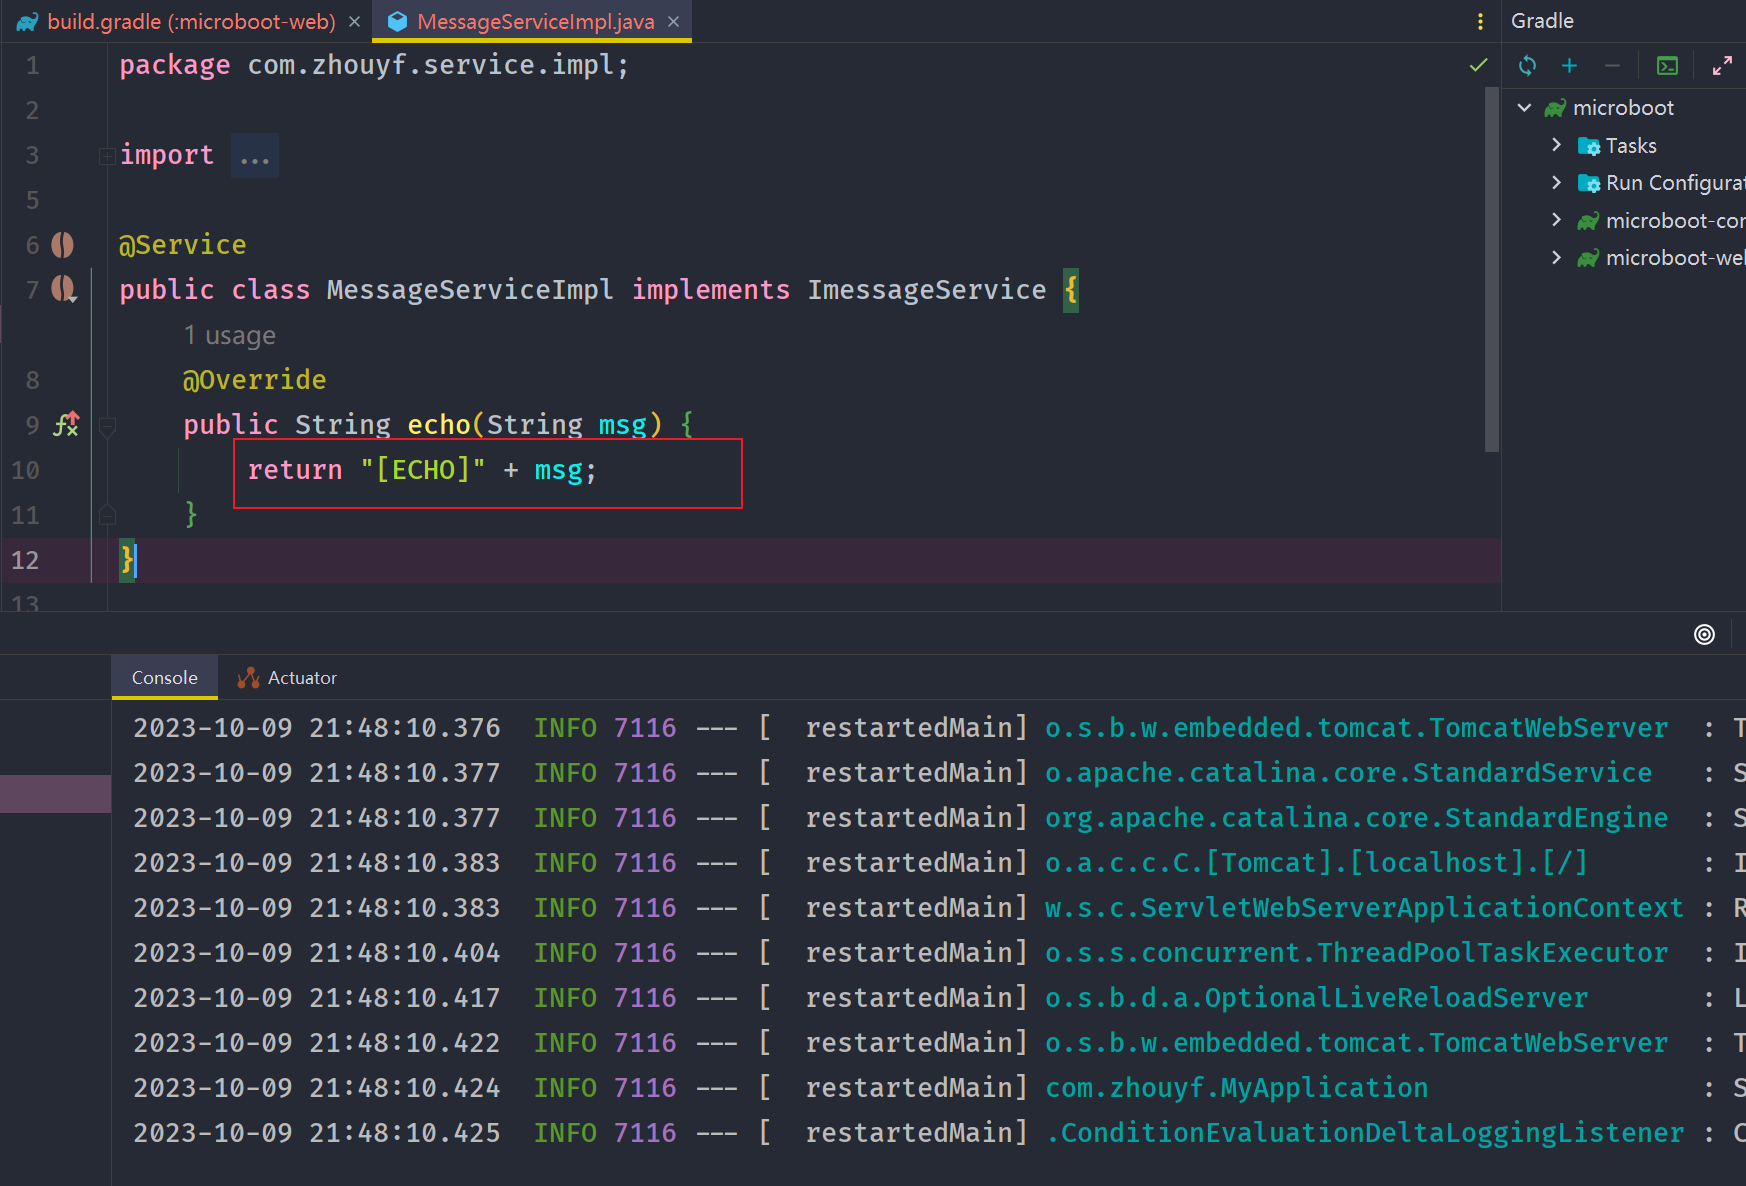 build.gradle (:microboot-web)
MessageServiceImpl.java
Gradle
1 package com.zhouyf.service.impl;
2
3 import ...
5
6 @Service
7 public class MessageServiceImpl implements ImessageService {
1 usage
8 @Override
9 public String echo(String msg) {
10 return "[ECHO]" + msg;
11 }
12 }
13
microboot
Tasks
Run Configurat
microboot-co
microboot-we
Console
Actuator
2023-10-09 21:48:10.376 INFO 7116 --- [ restartedMain] o.s.b.w.embedded.tomcat.TomcatWebServer : T
2023-10-09 21:48:10.377 INFO 7116 --- [ restartedMain] o.apache.catalina.core.StandardService : S
2023-10-09 21:48:10.377 INFO 7116 --- [ restartedMain] org.apache.catalina.core.StandardEngine : S
2023-10-09 21:48:10.383 INFO 7116 --- [ restartedMain] o.a.c.c.C.[Tomcat].[localhost].[/] : I
2023-10-09 21:48:10.383 INFO 7116 --- [ restartedMain] w.s.c.ServletWebServerApplicationContext : R
2023-10-09 21:48:10.404 INFO 7116 --- [ restartedMain] o.s.s.concurrent.ThreadPoolTaskExecutor : I
2023-10-09 21:48:10.417 INFO 7116 --- [ restartedMain] o.s.b.d.a.OptionalLiveReloadServer : L
2023-10-09 21:48:10.422 INFO 7116 --- [ restartedMain] o.s.b.w.embedded.tomcat.TomcatWebServer : T
2023-10-09 21:48:10.424 INFO 7116 --- [ restartedMain] com.zhouyf.MyApplication : S
2023-10-09 21:48:10.425 INFO 7116 --- [ restartedMain] .ConditionEvaluationDeltaLoggingListener : C